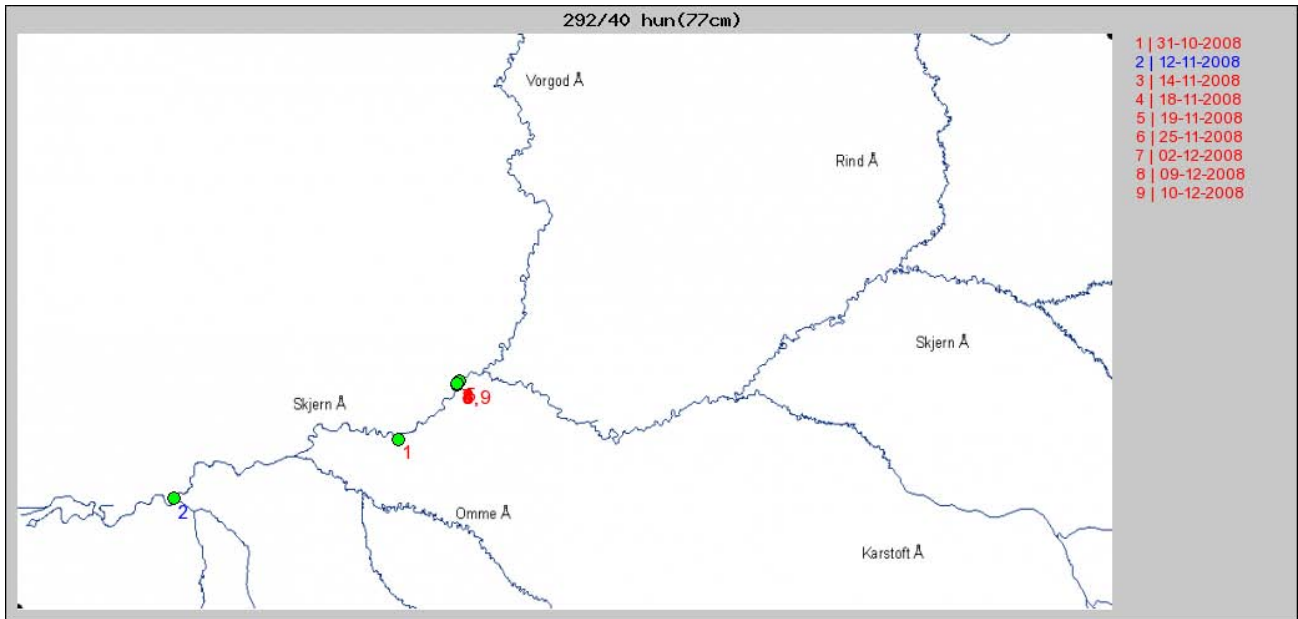 292/40 hun(77cm)
1 | 31-10-2008
2 | 12-11-2008
3 | 14-11-2008
4 | 18-11-2008
5 | 19-11-2008
6 | 25-11-2008
7 | 02-12-2008
8 | 09-12-2008
9 | 10-12-2008
Vorgod Å
Rind Å
Skjern Å
Skjern Å
,9
1
2
Omme Å
Karstoft Å